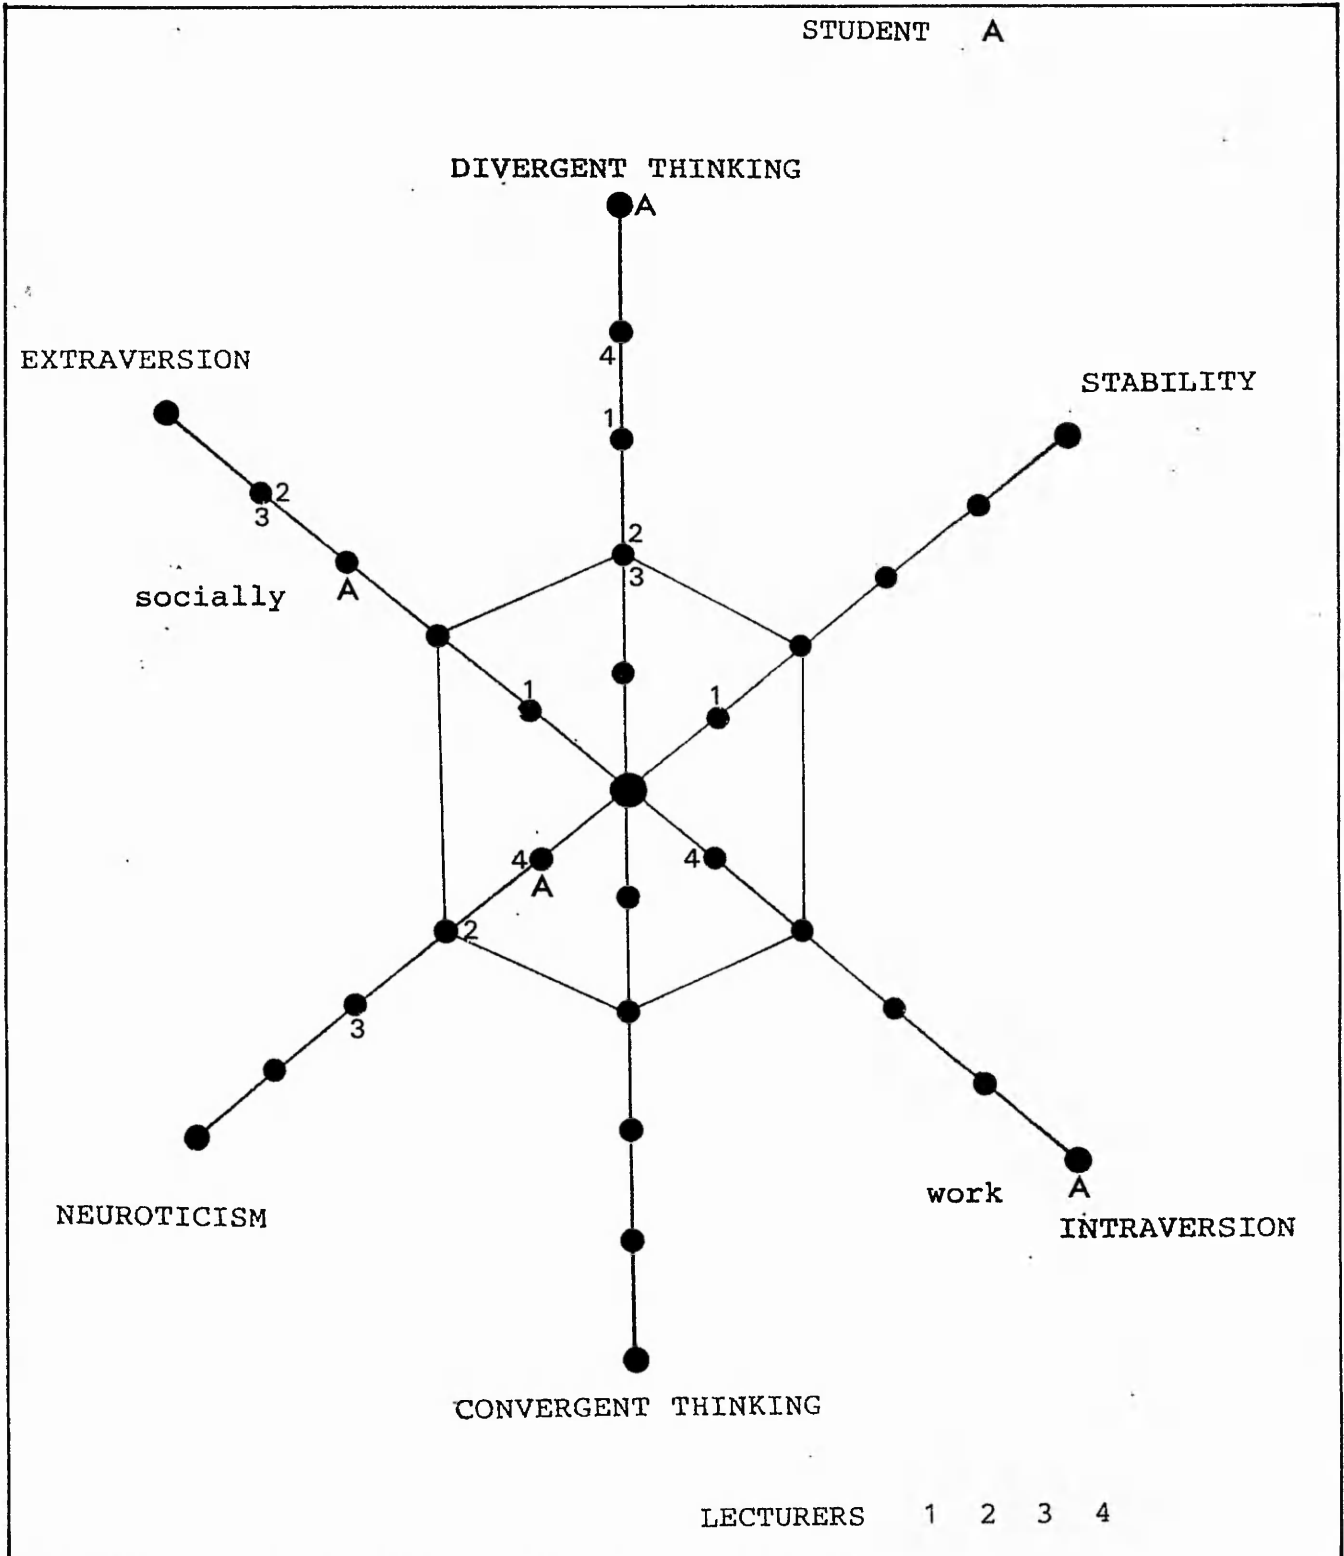 STUDENT A
DIVERGENT THINKING
A
4
EXTRAVERSION
STABILITY
1
2
3
2
3
socially
A
1
1
4
4
A
2
3
work
A
NEUROTICISM
INTRAVERSION
CONVERGENT THINKING
LECTURERS 1 2 3 4